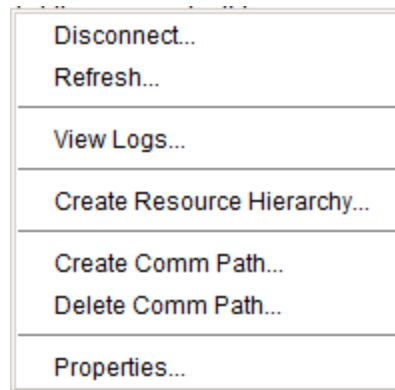 Disconnect...
Refresh...
View Logs...
Create Resource Hierarchy...
Create Comm Path...
Delete Comm Path...
Properties...